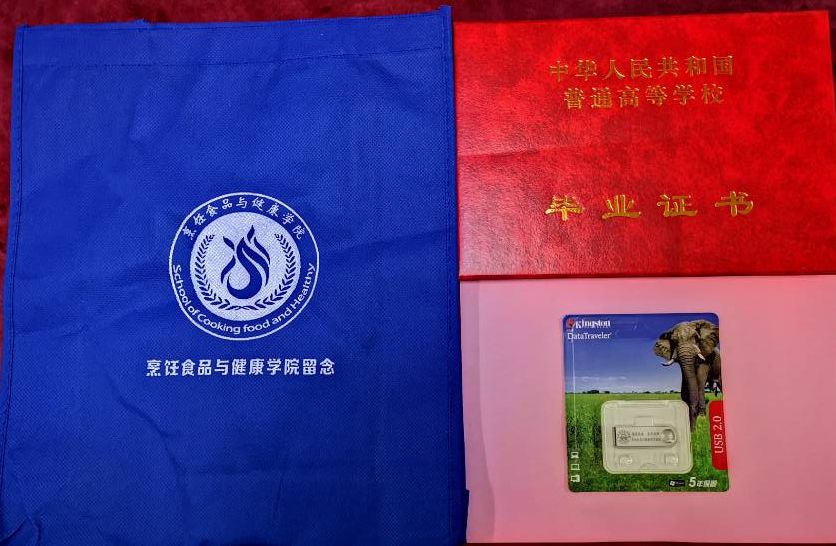 烹饪食品与健康学院
School of Cooking food and Healthy
烹饪食品与健康学院留念
中华人民共和国
普通高等学校
毕业证书
Kingston
DataTraveler
USB 2.0
5年保固